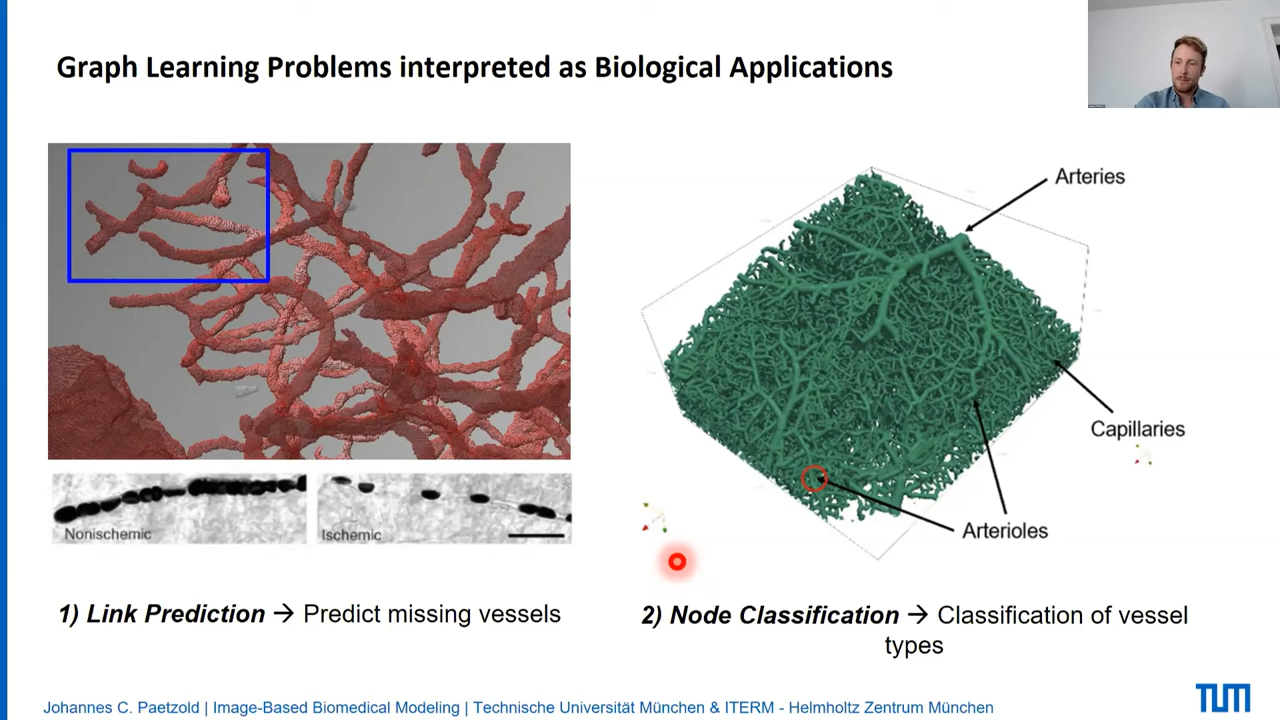 Graph Learning Problems interpreted as Biological Applications
Arteries
Capillaries
Arterioles
Nonischemic
Ischemic
1) Link Prediction → Predict missing vessels
2) Node Classification → Classification of vessel
types
Johannes C. Paetzold | Image-Based Biomedical Modeling | Technische Universität München & ITERM - Helmholtz Zentrum München
TUM